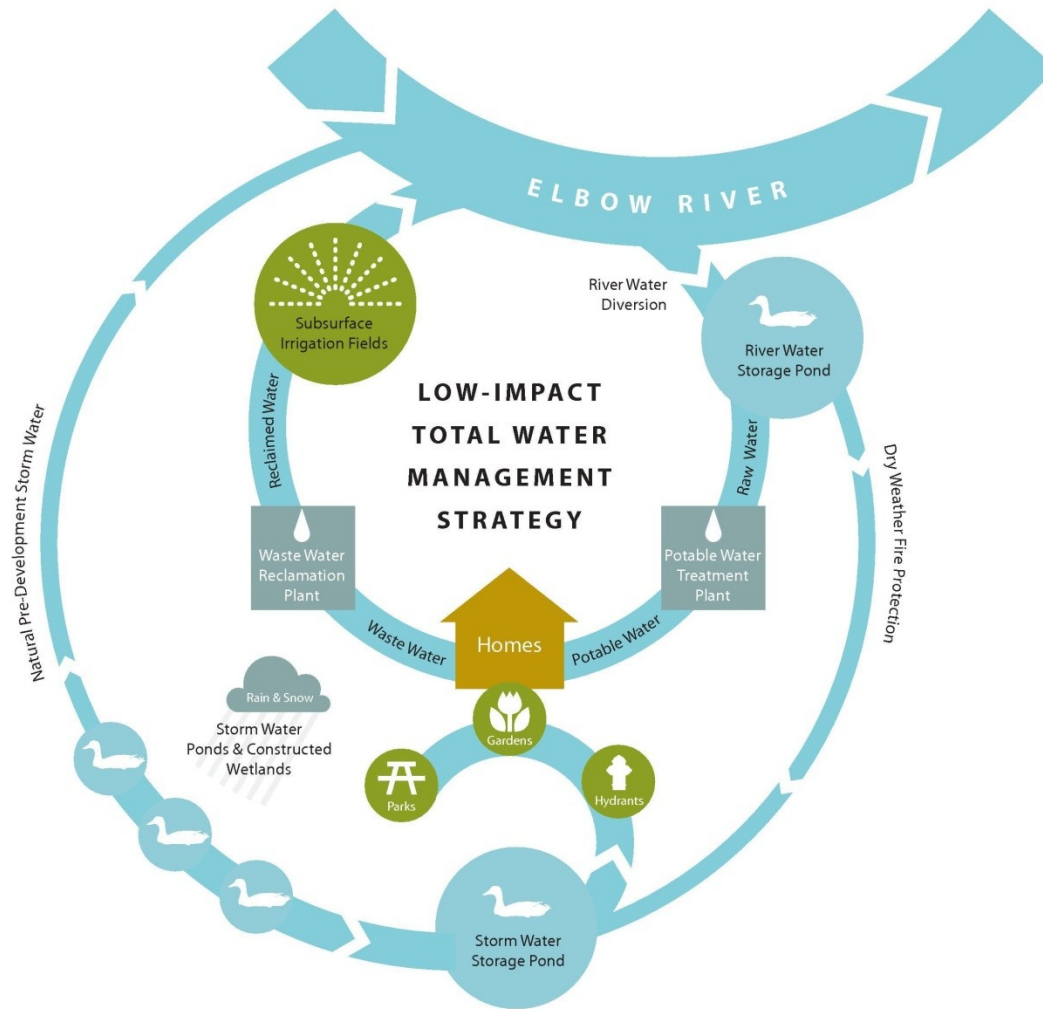 ELBOW RIVER
River Water
Diversion
River Water
Storage Pond
Subsurface
Irrigation Fields
LOW-IMPACT
TOTAL WATER
MANAGEMENT
STRATEGY
Reclaimed Water
Raw Water
Natural Pre-Development Storm Water
Dry Weather Fire Protection
Waste Water
Reclamation
Plant
Potable Water
Treatment
Plant
Waste Water
Homes
Potable Water
Rain & Snow
Storm Water
Ponds & Constructed
Wetlands
Gardens
Parks
Hydrants
Storm Water
Storage Pond